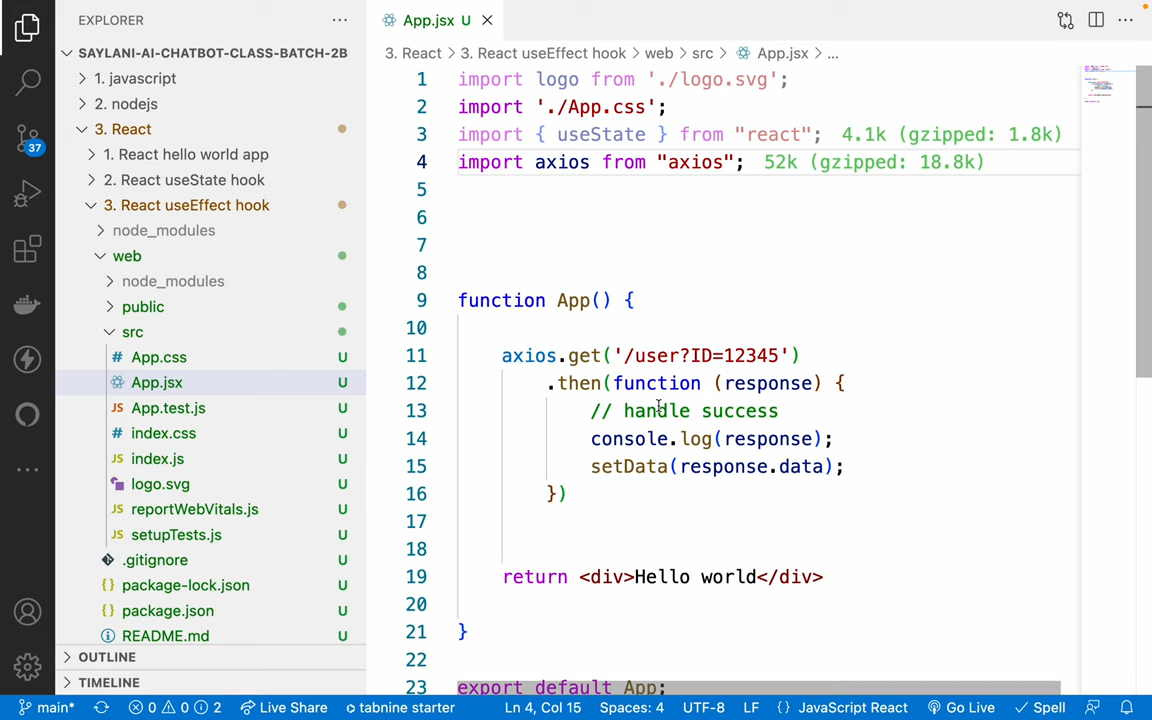 EXPLORER
SAYLANI-AI-CHATBOT-CLASS-BATCH-2B
1. javascript
2. nodejs
3. React
1. React hello world app
2. React useState hook
3. React useEffect hook
node_modules
web
node_modules
public
src
# App.css U
App.jsx U
JS App.test.js U
# index.css U
JS index.js U
logo.svg U
JS reportWebVitals.js U
JS setupTests.js U
.gitignore U
{} package-lock.json U
{} package.json U
README.md U
OUTLINE
TIMELINE
37
App.jsx U
3. React > 3. React useEffect hook > web > src > App.jsx > ...
1 import logo from './logo.svg';
2 import './App.css';
3 import { useState } from "react"; 4.1k (gzipped: 1.8k)
4 import axios from "axios"; 52k (gzipped: 18.8k)
5
6
7
8
9 function App() {
10
11 axios.get('/user?ID=12345')
12 .then(function (response) {
13 // handle success
14 console.log(response);
15 setData(response.data);
16 })
17
18
19 return <div>Hello world</div>
20
21 }
22
23 export default App;
main* 0 0 2 Live Share tabnine starter Ln 4, Col 15 Spaces: 4 UTF-8 LF {} JavaScript React Go Live Spell